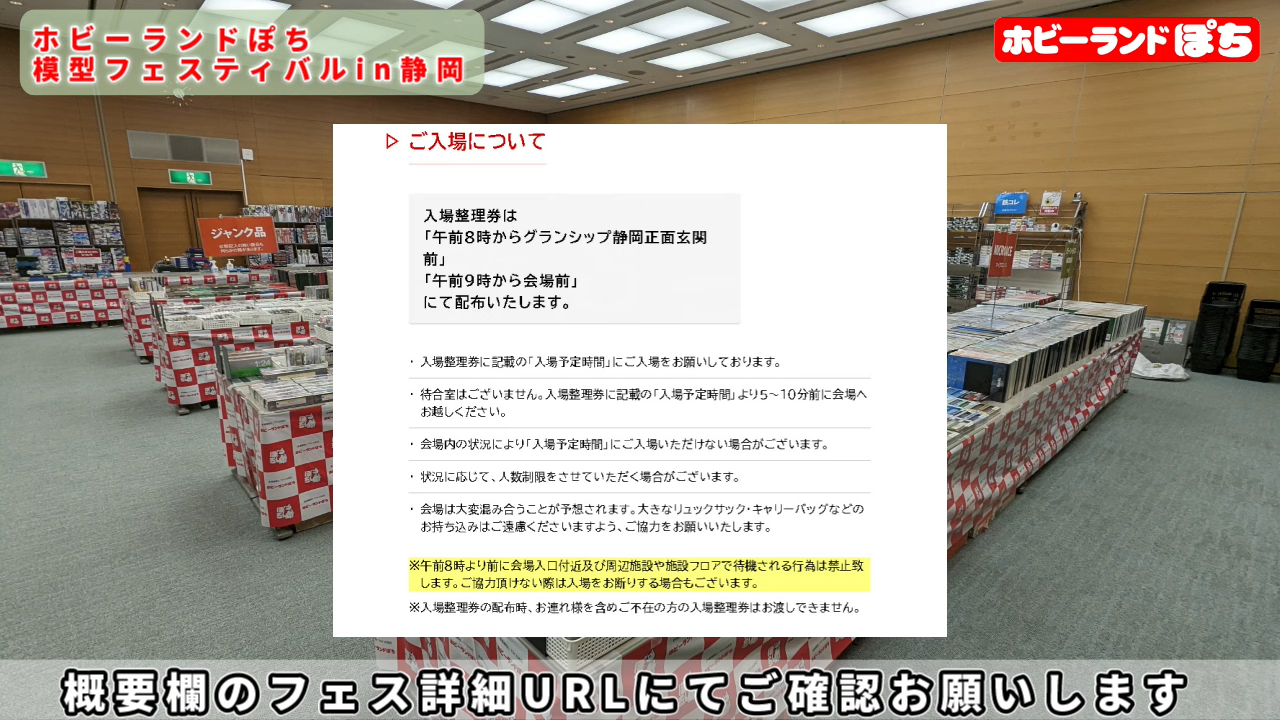 ホビーランドぽち
模型フェスティバルin静岡
ホビーランドぽち
▷ ご入場について
入場整理券は
「午前8時からグランシップ静岡正面玄関
前」
「午前9時から会場前」
にて配布いたします。
・ 入場整理券に記載の「入場予定時間」にご入場をお願いしております。
・ 待合室はございません。入場整理券に記載の「入場予定時間」より5～10分前に会場へ
お越しください。
・ 会場内の状況により「入場予定時間」にご入場いただけない場合がございます。
・ 状況に応じて、人数制限をさせていただく場合がございます。
・ 会場は大変混み合うことが予想されます。大きなリュックサック・キャリーバッグなどの
お持ち込みはご遠慮くださいますよう、ご協力をお願いいたします。
※午前8時より前に会場入口付近及び周辺施設や施設フロアで待機される行為は禁止致
します。ご協力頂けない際は入場をお断りする場合もございます。
※入場整理券の配布時、お連れ様を含めご不在の方の入場整理券はお渡しできません。
ジャンク品
MICROACE
概要欄のフェス詳細URLにてご確認お願いします